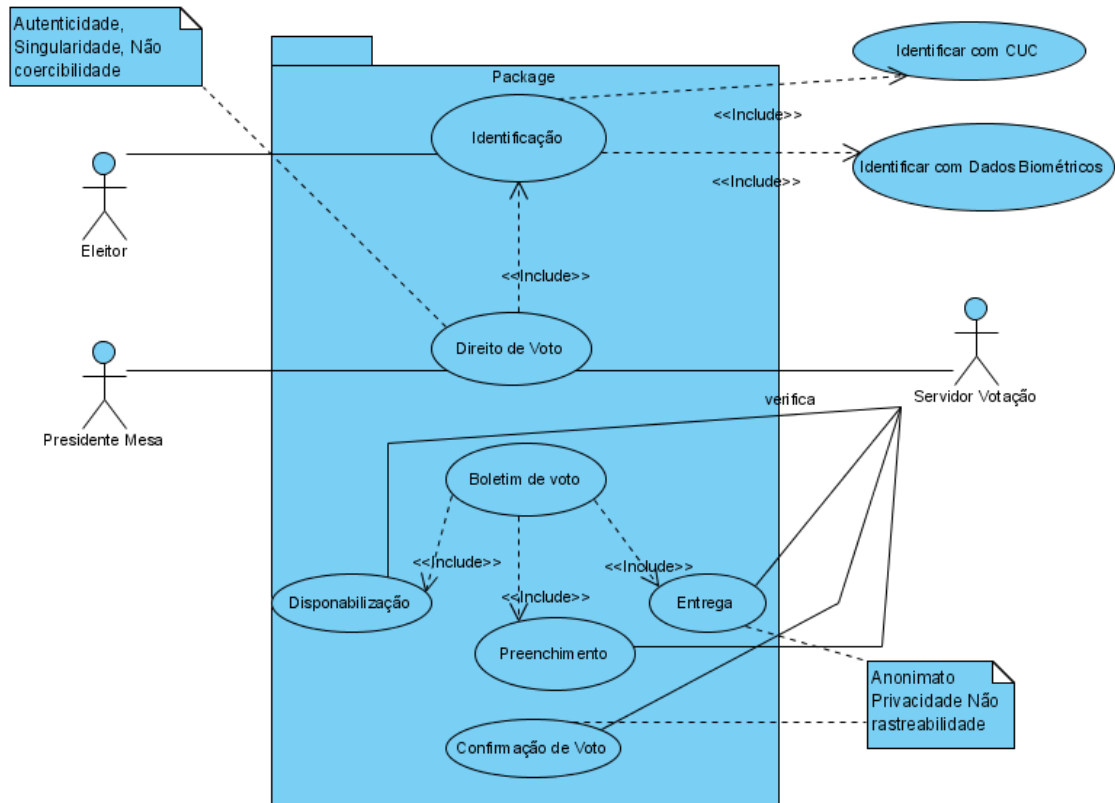 Autenticidade,
Singularidade, Não
coercibilidade
Package
Identificar com CUC
<<Include>>
Identificação
Identificar com Dados Biométricos
<<Include>>
Eleitor
<<Include>>
Direito de Voto
Presidente Mesa
Servidor Votação
verifica
Boletim de voto
<<Include>>
<<Include>>
<<Include>>
Disponabilização
Entrega
Preenchimento
Anonimato
Privacidade Não
rastreabilidade
Confirmação de Voto